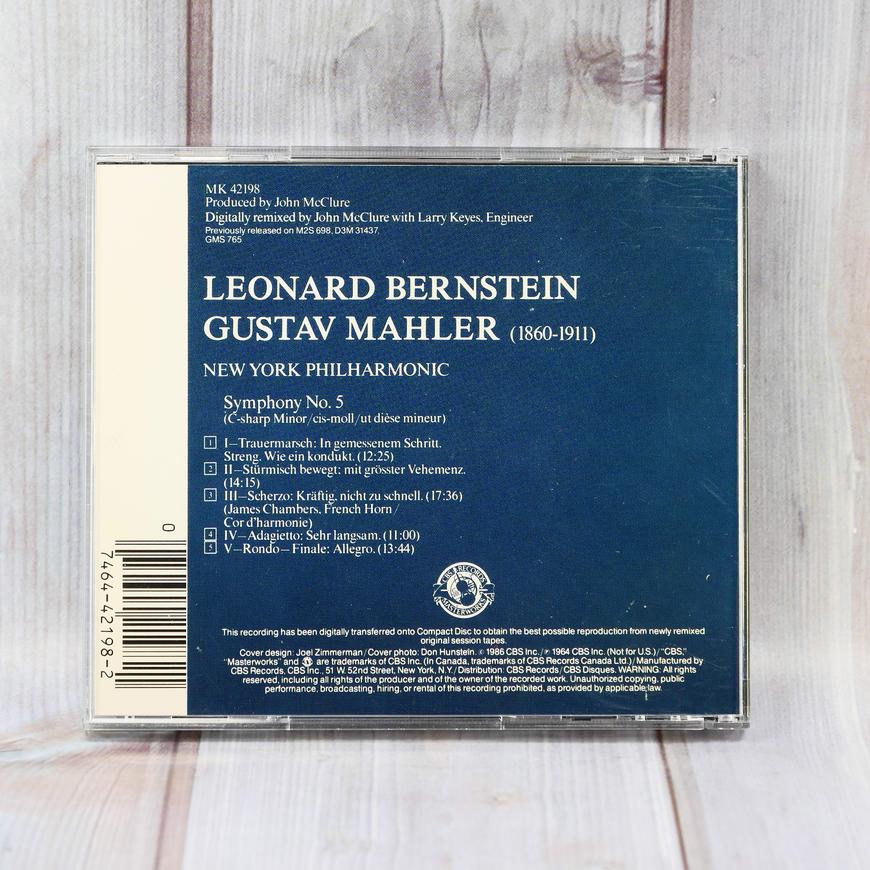 MK 42198
Produced by John McClure
Digitally remixed by John McClure with Larry Keyes, Engineer
Previously released on M2S 698, D3M 31437,
GMS 765
LEONARD BERNSTEIN
GUSTAV MAHLER (1860-1911)
NEW YORK PHILHARMONIC
Symphony No. 5
(C-sharp Minor/cis-moll/ut dièse mineur)
1 I—Trauermarsch: In gemessenem Schritt.
Streng. Wie ein kondukt. (12:25)
2 II—Stürmisch bewegt; mit grösster Vehemenz.
(14:15)
3 III—Scherzo: Kräftig, nicht zu schnell. (17:36)
(James Chambers, French Horn/
Cor d'harmonie)
4 IV—Adagietto: Sehr langsam. (11:00)
5 V—Rondo—Finale: Allegro. (13:44)
CBS RECORDS
MASTERWORKS
This recording has been digitally transferred onto Compact Disc to obtain the best possible reproduction from newly remixed
original session tapes.
Cover design: Joel Zimmerman/Cover photo: Don Hunstein. © 1986 CBS Inc./℗ 1964 CBS Inc. (Not for U.S.)/"CBS,"
"Masterworks" and are trademarks of CBS Inc. (In Canada, trademarks of CBS Records Canada Ltd.)/Manufactured by
CBS Records, CBS Inc., 51 W. 52nd Street, New York, N.Y./Distribution: CBS Records/CBS Disques. WARNING: All rights
reserved, including all rights of the producer and of the owner of the recorded work. Unauthorized copying, public
performance, broadcasting, hiring, or rental of this recording prohibited, as provided by applicable law.
0
7464-42198-2